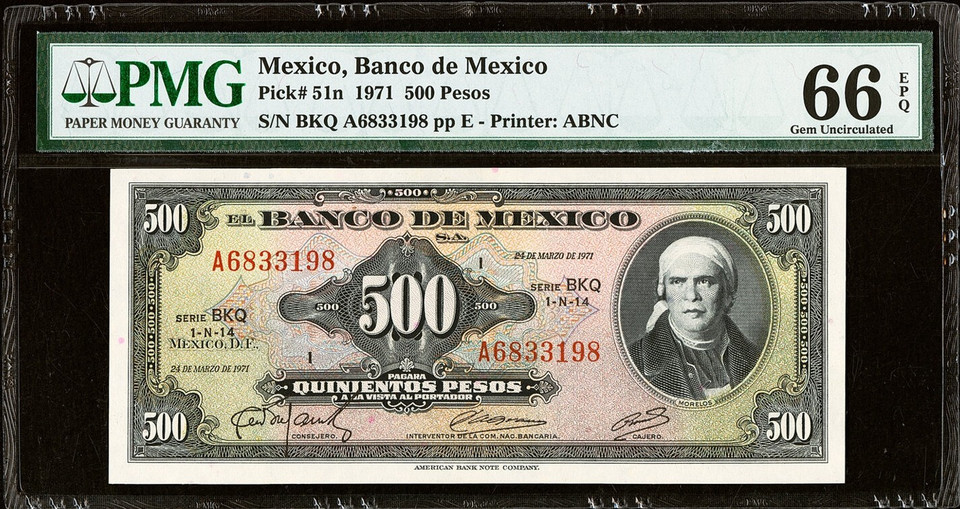 PMG
PAPER MONEY GUARANTY
Mexico, Banco de Mexico
Pick# 51n 1971 500 Pesos
S/N BKQ A6833198 pp E - Printer: ABNC
66
EPQ
Gem Uncirculated
500
500
500
EL BANCO DE MEXICO
S.A.
A6833198
1
24 DE MARZO DE 1971
SERIE BKQ
1-N-14
500
500
500
SERIE BKQ
1-N-14
MEXICO, D.F.,
1
A6833198
24 DE MARZO DE 1971
PAGARA
QUINIENTOS PESOS
A LA VISTA AL PORTADOR
MORELOS
500
500
CONSEJERO.
INTERVENTOR DE LA COM. NAC. BANCARIA.
CAJERO.
AMERICAN BANK NOTE COMPANY.